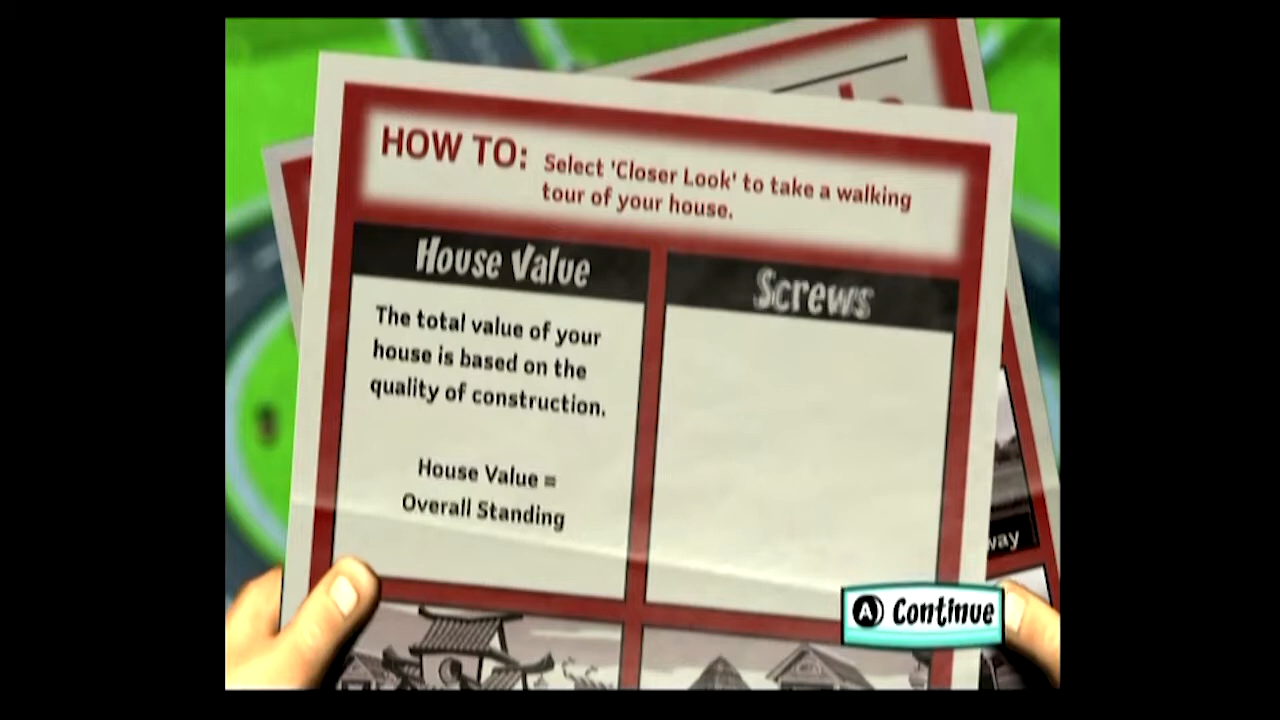 HOW TO:
Select 'Closer Look' to take a walking
tour of your house.
House Value
The total value of your
house is based on the
quality of construction.
House Value =
Overall Standing
Screws
A Continue